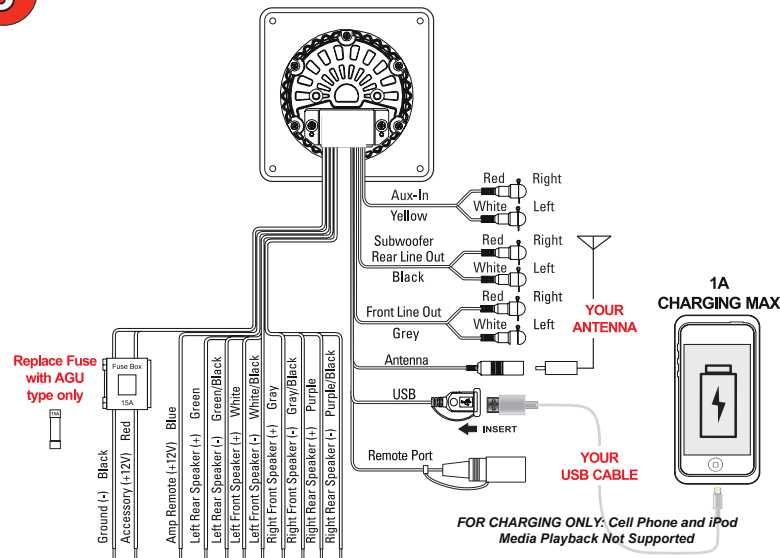 Aux-In
Yellow
Red
Right
White
Left
Subwoofer
Rear Line Out
Black
Red
Right
White
Left
Front Line Out
Grey
Red
Right
White
Left
YOUR
ANTENNA
Antenna
USB
INSERT
Remote Port
YOUR
USB CABLE
1A
CHARGING MAX
FOR CHARGING ONLY: Cell Phone and iPod
Media Playback Not Supported
Replace Fuse
with AGU
type only
15A
Fuse Box
15A
Ground (-) Black
Accessory (+12V) Red
Amp Remote (+12V) Blue
Left Rear Speaker (+) Green
Left Rear Speaker (-) Green/Black
Left Front Speaker (+) White
Left Front Speaker (-) White/Black
Right Front Speaker (+) Gray
Right Front Speaker (-) Gray/Black
Right Rear Speaker (+) Purple
Right Rear Speaker (-) Purple/Black